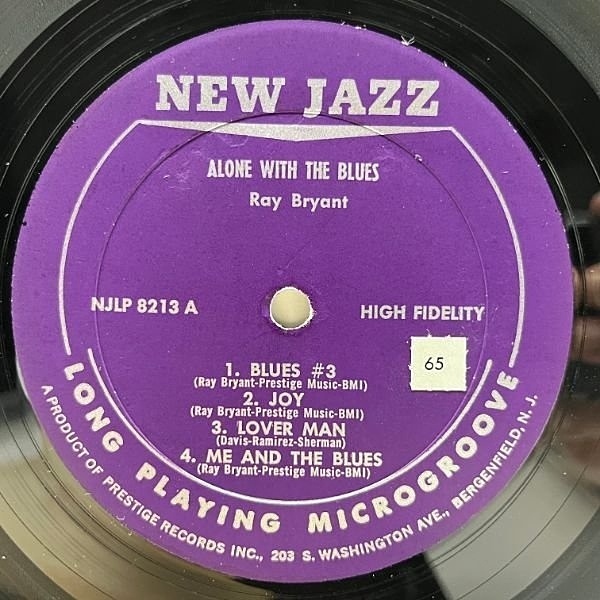 NEW JAZZ
ALONE WITH THE BLUES
Ray Bryant
NJLP 8213 A
HIGH FIDELITY
65
1. BLUES #3
(Ray Bryant-Prestige Music-BMI)
2. JOY
(Ray Bryant-Prestige Music-BMI)
3. LOVER MAN
(Davis-Ramirez-Sherman)
4. ME AND THE BLUES
(Ray Bryant-Prestige Music-BMI)
LONG PLAYING MICROGROOVE
A PRODUCT OF PRESTIGE RECORDS INC., 203 S. WASHINGTON AVE., BERGENFIELD, N. J.